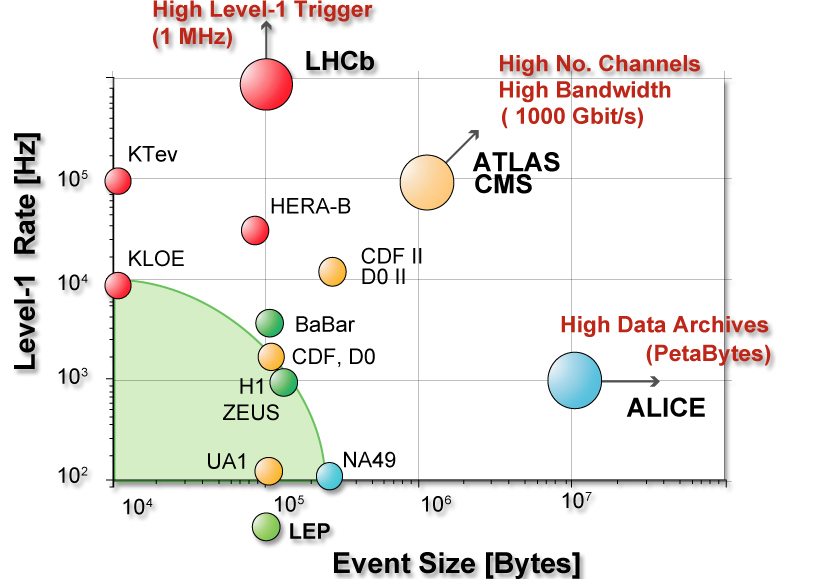 High Level-1 Trigger
(1 MHz)
LHCb
High No. Channels
High Bandwidth
( 1000 Gbit/s)
KTev
ATLAS
CMS
10⁵
HERA-B
CDF II
D0 II
KLOE
10⁴
Level-1 Rate [Hz]
BaBar
High Data Archives
(PetaBytes)
CDF, D0
10³
H1
ZEUS
ALICE
UA1
NA49
10²
10⁴
10⁵
10⁶
10⁷
LEP
Event Size [Bytes]